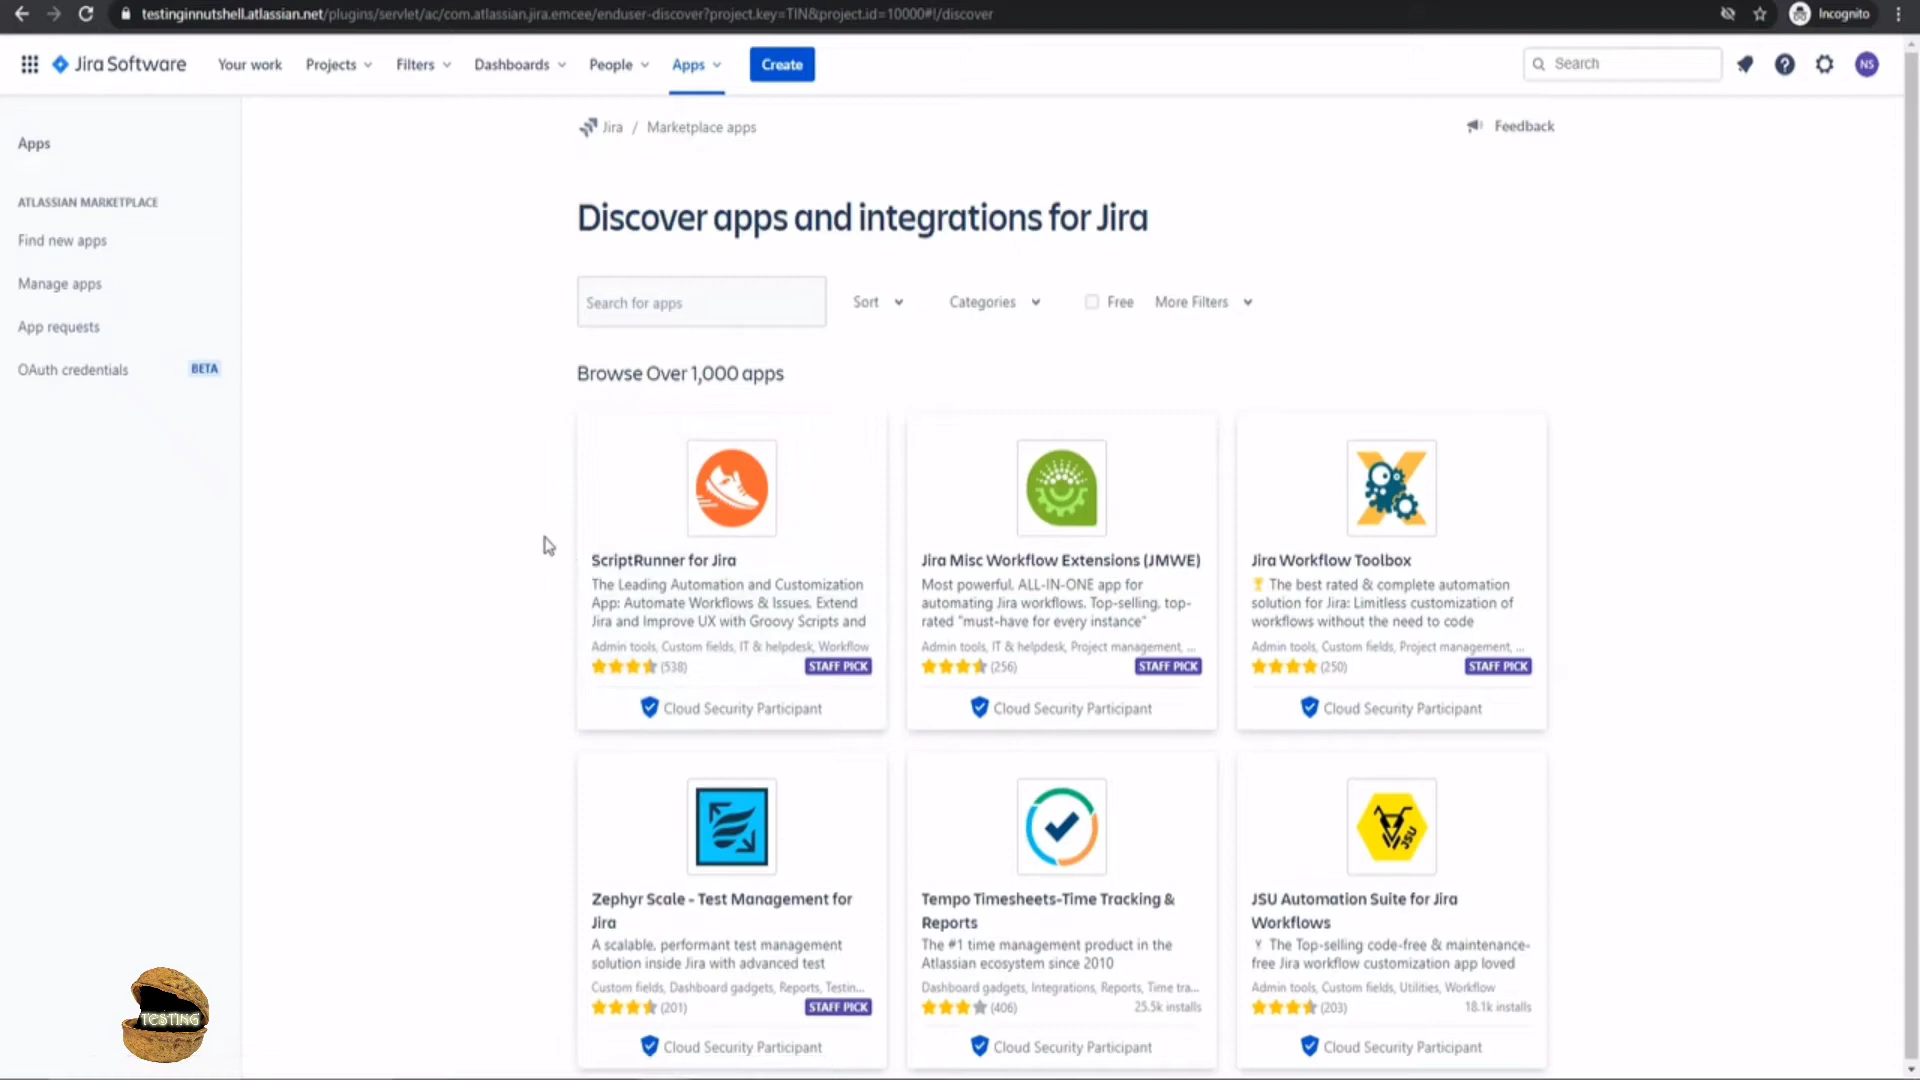 testinginnutshell.atlassian.net/plugins/servlet/ac/com.atlassian.jira.emcee/enduser-discover?project.key=TIN&project.id=10000#!/discover
Incognito
Jira Software
Your work
Projects
Filters
Dashboards
People
Apps
Create
Search
NS
Apps
ATLASSIAN MARKETPLACE
Find new apps
Manage apps
App requests
OAuth credentials
BETA
Jira / Marketplace apps
Feedback
Discover apps and integrations for Jira
Search for apps
Sort
Categories
Free
More Filters
Browse Over 1,000 apps
ScriptRunner for Jira
The Leading Automation and Customization
App: Automate Workflows & Issues. Extend
Jira and Improve UX with Groovy Scripts and
Admin tools, Custom fields, IT & helpdesk, Workflow
(538)
STAFF PICK
Cloud Security Participant
Jira Misc Workflow Extensions (JMWE)
Most powerful, ALL-IN-ONE app for
automating Jira workflows. Top-selling, top-
rated "must-have for every instance"
Admin tools, IT & helpdesk, Project management, ...
(256)
STAFF PICK
Cloud Security Participant
Jira Workflow Toolbox
The best rated & complete automation
solution for Jira: Limitless customization of
workflows without the need to code
Admin tools, Custom fields, Project management, ...
(250)
STAFF PICK
Cloud Security Participant
Zephyr Scale - Test Management for
Jira
A scalable, performant test management
solution inside Jira with advanced test
Custom fields, Dashboard gadgets, Reports, Testin...
(201)
STAFF PICK
Cloud Security Participant
Tempo Timesheets-Time Tracking &
Reports
The #1 time management product in the
Atlassian ecosystem since 2010
Dashboard gadgets, Integrations, Reports, Time tra...
(406)
25.5k installs
Cloud Security Participant
JSU
JSU Automation Suite for Jira
Workflows
The Top-selling code-free & maintenance-
free Jira workflow customization app loved
Admin tools, Custom fields, Utilities, Workflow
(203)
18.1k installs
Cloud Security Participant
TESTING